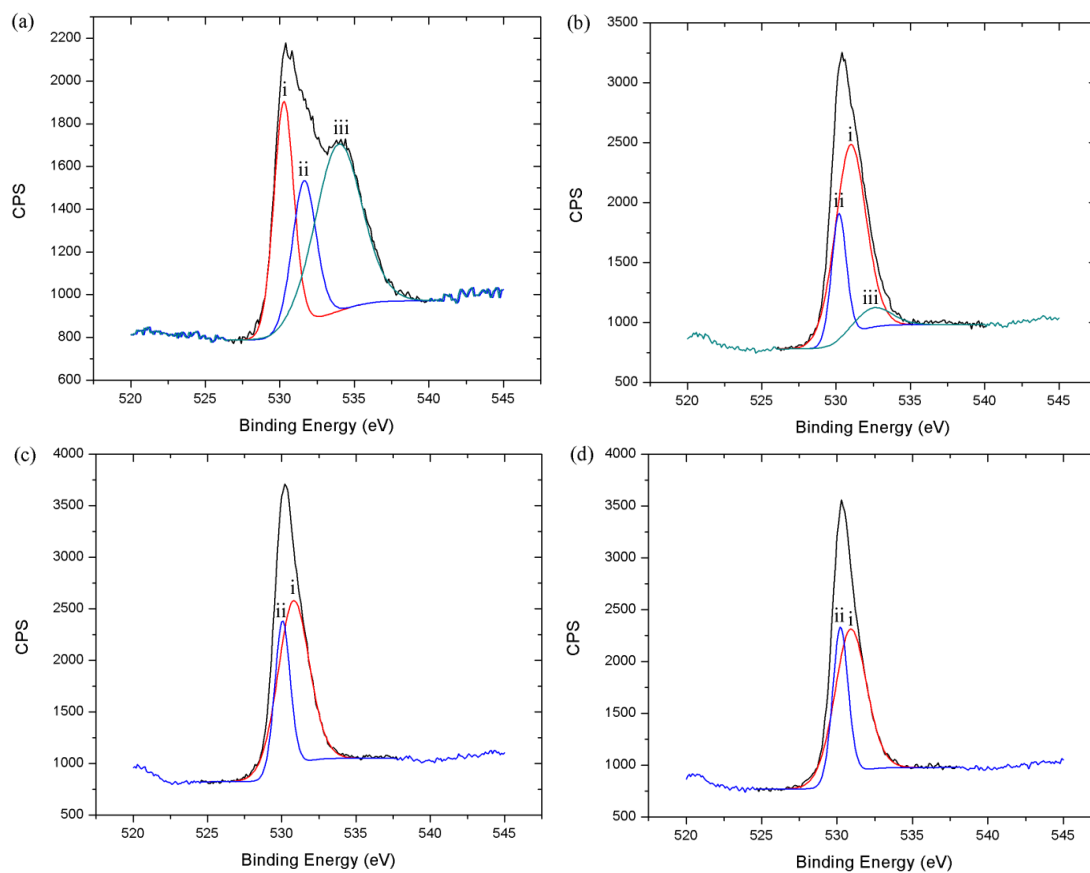 (a)
2200
2000
1800
1600
1400
1200
1000
800
600
CPS
i
ii
iii
520 525 530 535 540 545
Binding Energy (eV)
(b)
3500
3000
2500
2000
1500
1000
500
CPS
i
ii
iii
520 525 530 535 540 545
Binding Energy (eV)
(c)
4000
3500
3000
2500
2000
1500
1000
500
CPS
ii i
520 525 530 535 540 545
Binding Energy (eV)
(d)
4000
3500
3000
2500
2000
1500
1000
500
CPS
ii i
520 525 530 535 540 545
Binding Energy (eV)